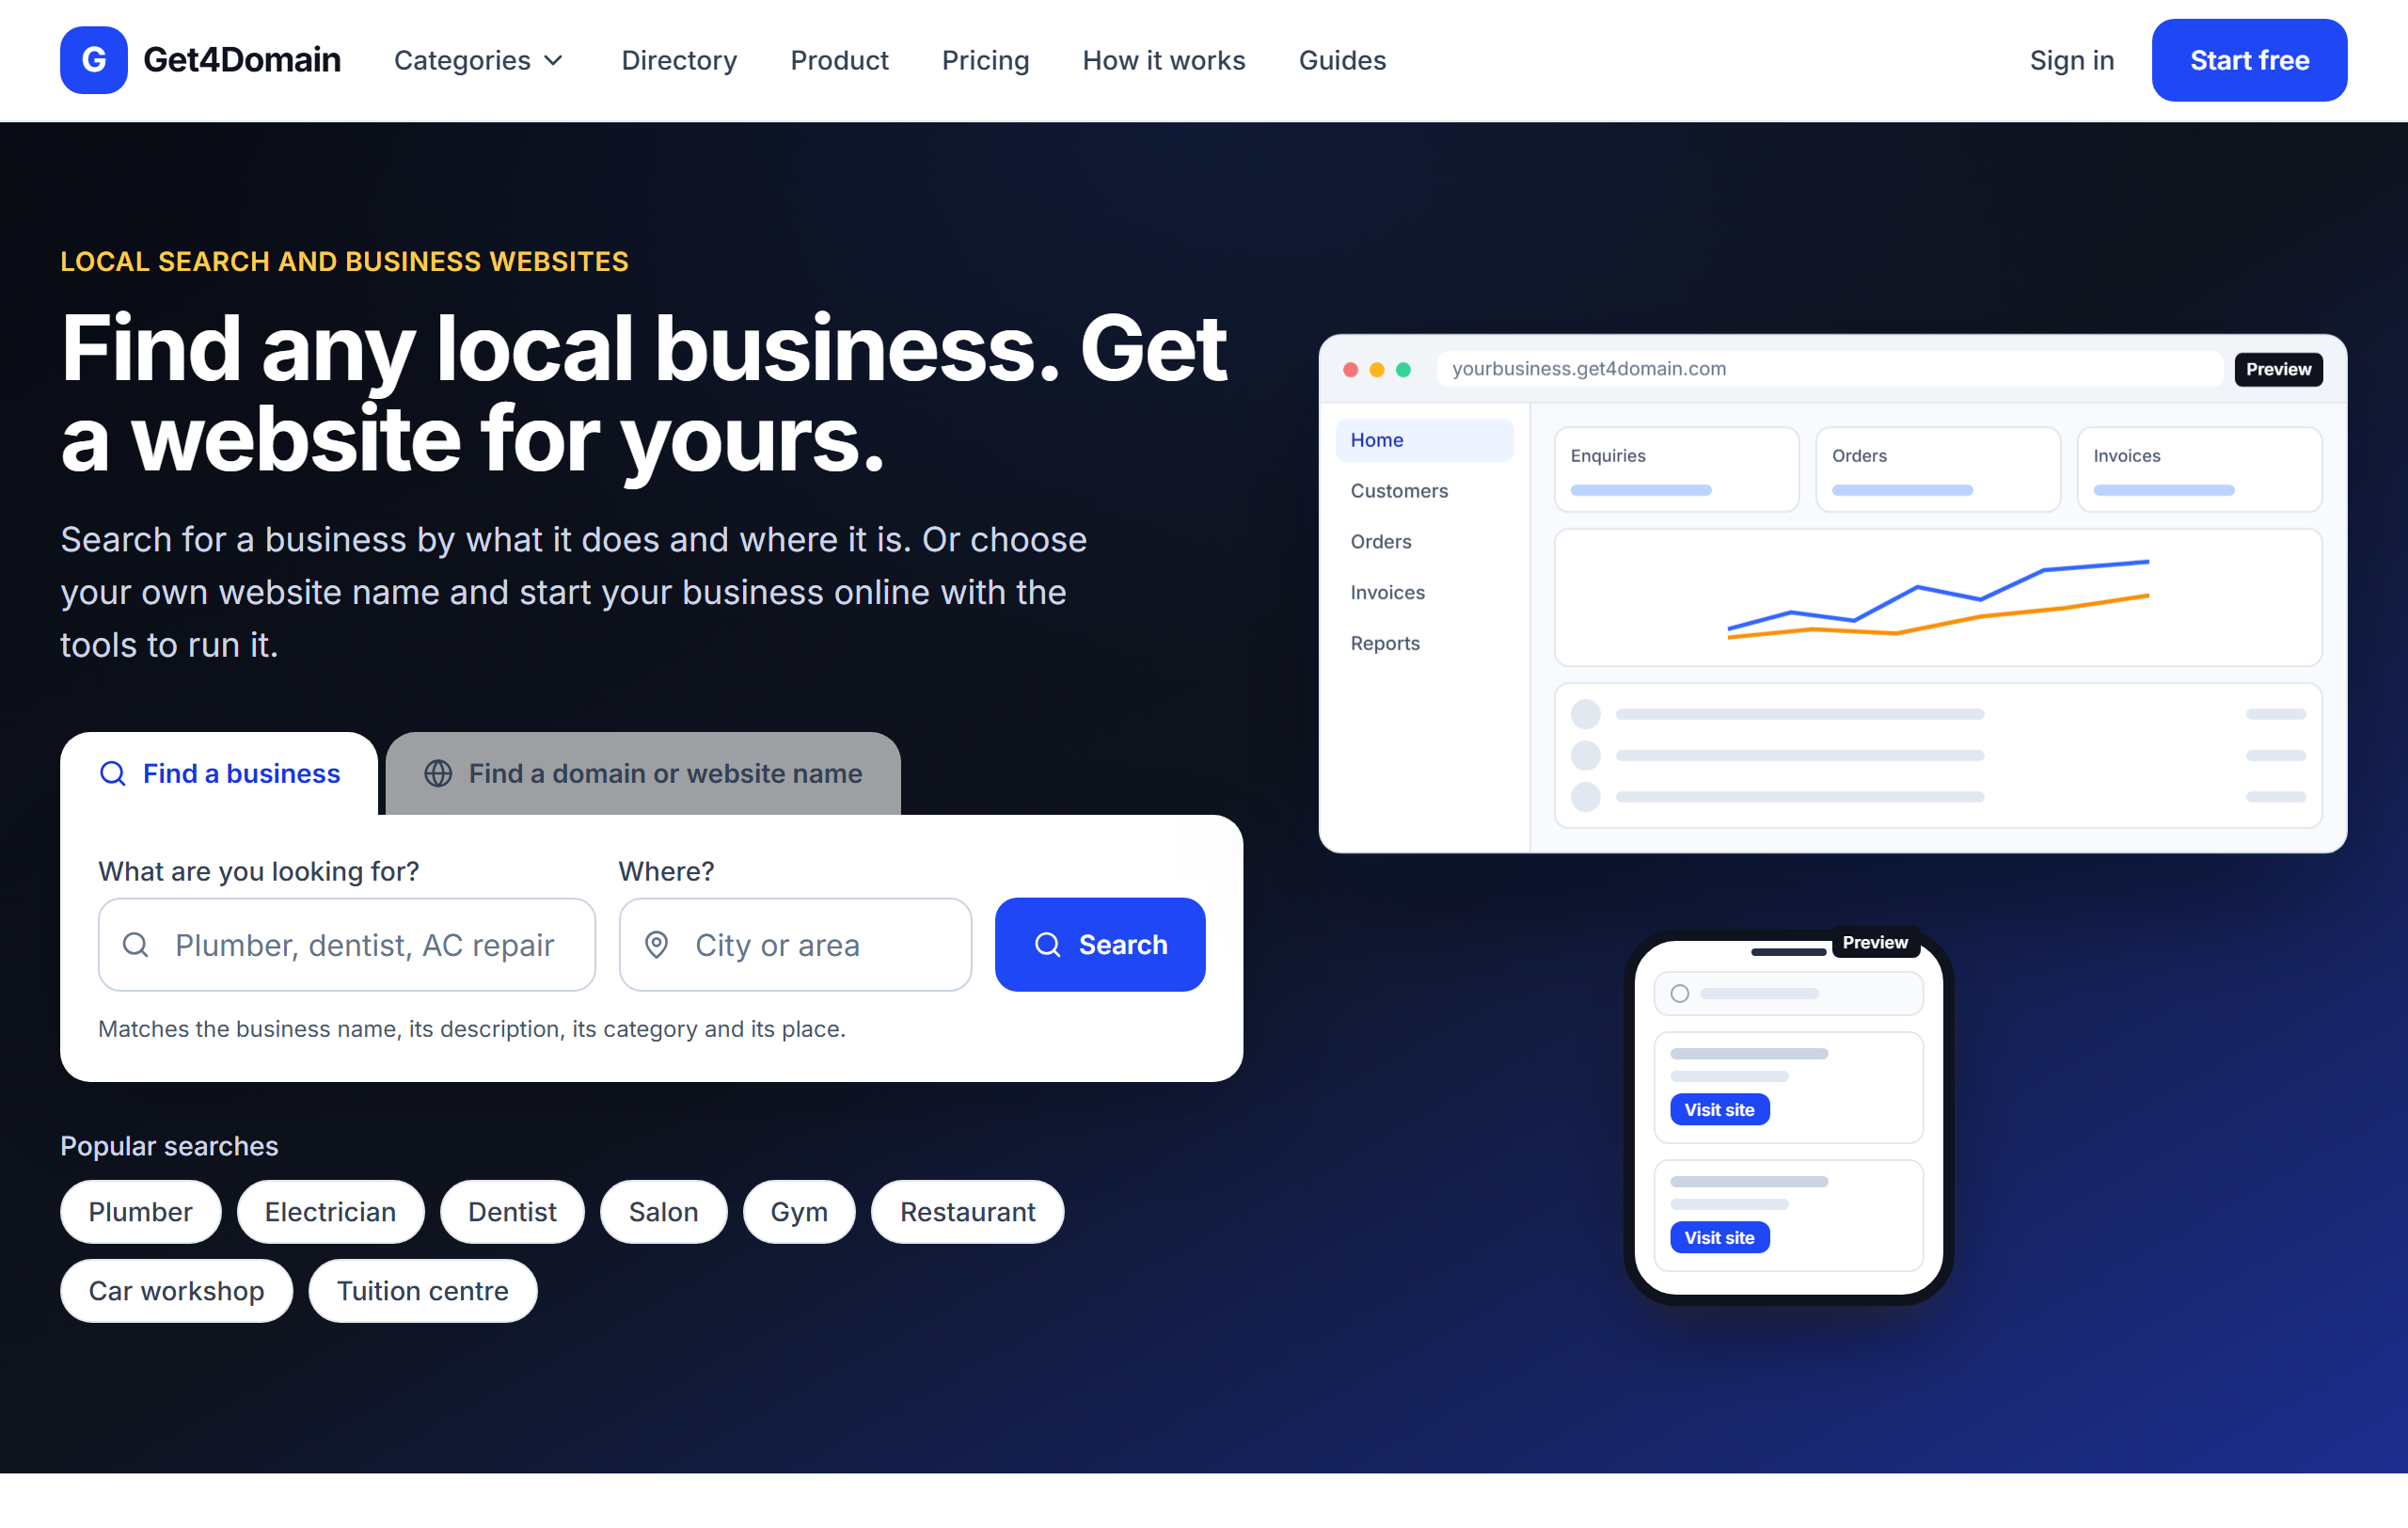 G Get4Domain Categories Directory Product Pricing How it works Guides Sign in Start free
LOCAL SEARCH AND BUSINESS WEBSITES
Find any local business. Get
a website for yours.
Search for a business by what it does and where it is. Or choose
your own website name and start your business online with the
tools to run it.
Find a business Find a domain or website name
What are you looking for? Where?
Plumber, dentist, AC repair City or area Search
Matches the business name, its description, its category and its place.
Popular searches
Plumber Electrician Dentist Salon Gym Restaurant
Car workshop Tuition centre
yourbusiness.get4domain.com Preview
Home
Customers
Orders
Invoices
Reports
Enquiries Orders Invoices
Preview
Visit site
Visit site